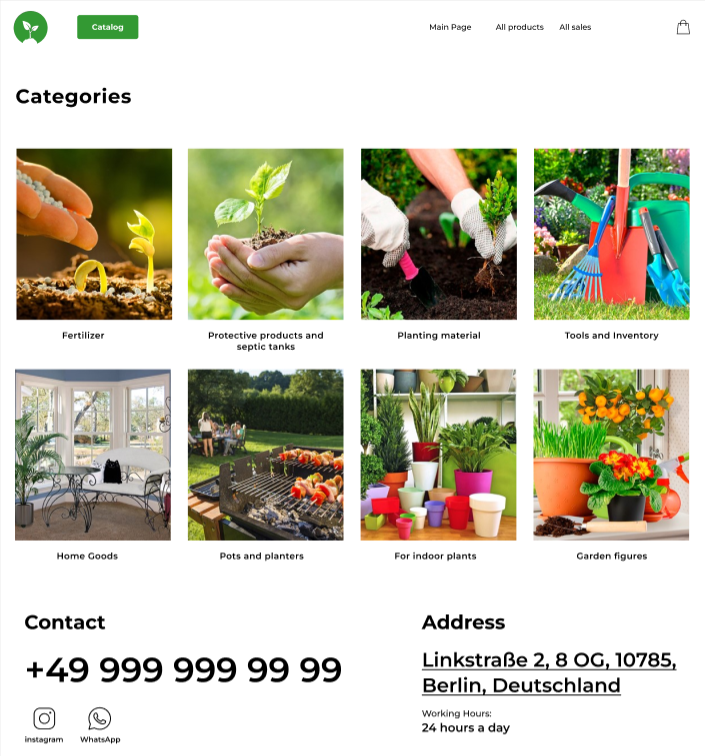 Catalog
Main Page
All products
All sales
Categories
Fertilizer
Protective products and
septic tanks
Planting material
Tools and Inventory
Home Goods
Pots and planters
For indoor plants
Garden figures
Contact
+49 999 999 99 99
instagram
WhatsApp
Address
Linkstraße 2, 8 OG, 10785,
Berlin, Deutschland
Working Hours:
24 hours a day